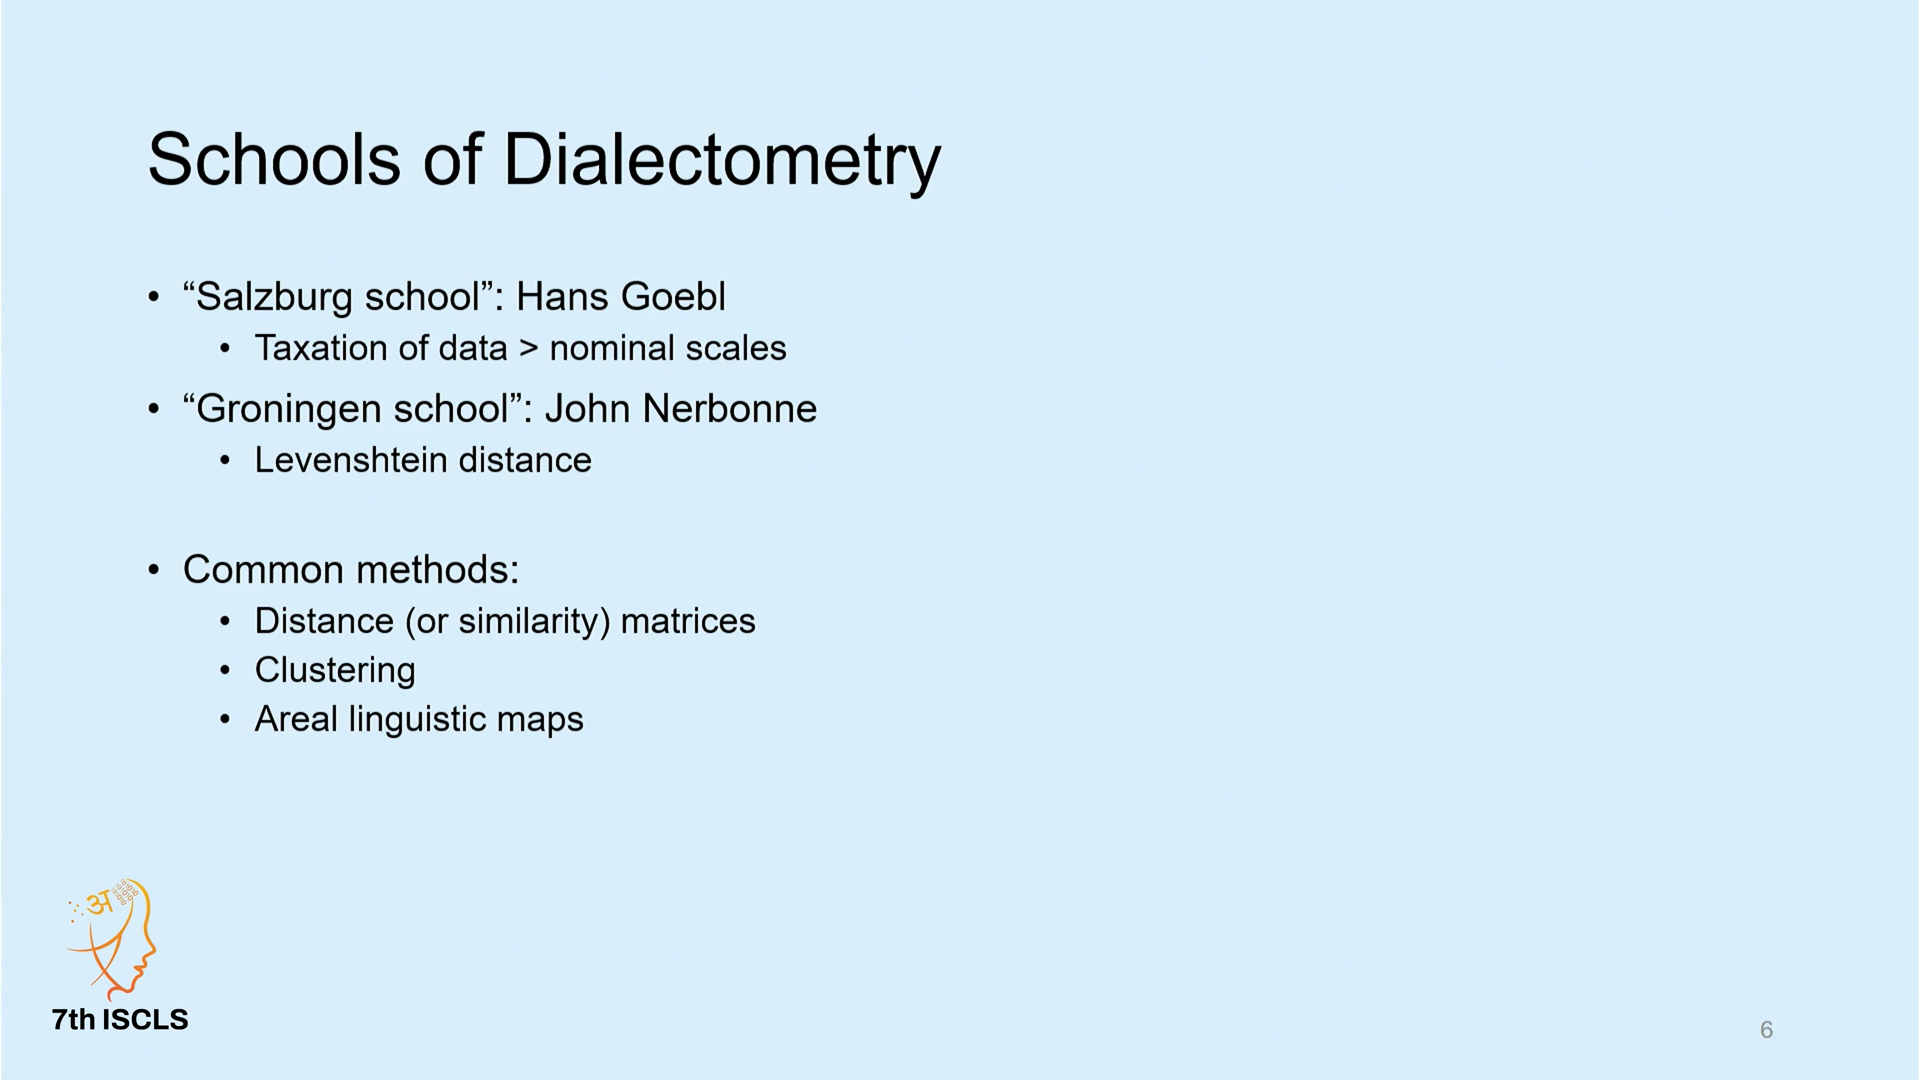 Schools of Dialectometry
• “Salzburg school”: Hans Goebl
• Taxation of data > nominal scales
• “Groningen school”: John Nerbonne
• Levenshtein distance
• Common methods:
• Distance (or similarity) matrices
• Clustering
• Areal linguistic maps
अ
7th ISCLS
6